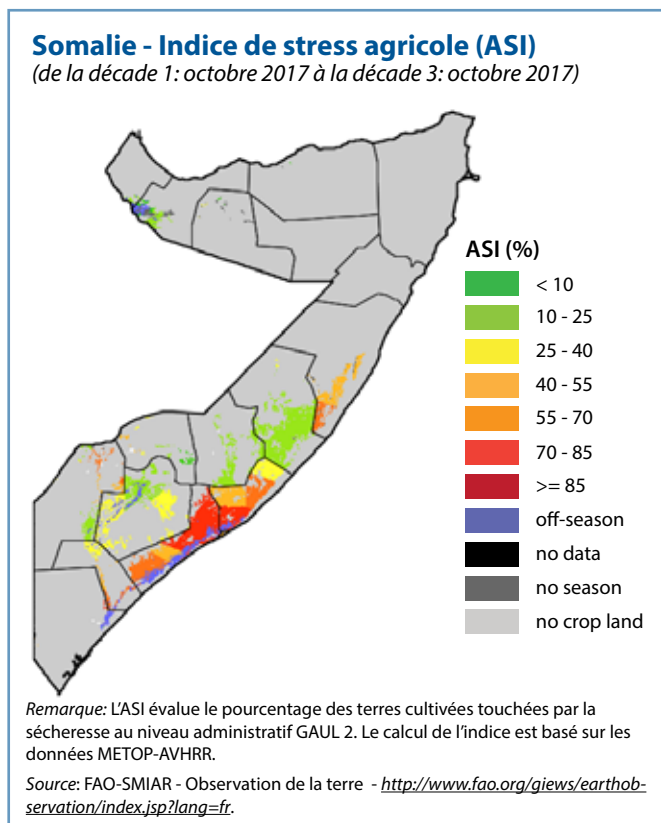 Somalie - Indice de stress agricole (ASI)
(de la décade 1: octobre 2017 à la décade 3: octobre 2017)
ASI (%)
< 10
10 - 25
25 - 40
40 - 55
55 - 70
70 - 85
>= 85
off-season
no data
no season
no crop land
Remarque: L'ASI évalue le pourcentage des terres cultivées touchées par la
sécheresse au niveau administratif GAUL 2. Le calcul de l'indice est basé sur les
données METOP-AVHRR.
Source: FAO-SMIAR - Observation de la terre - http://www.fao.org/giews/earthob-
servation/index.jsp?lang=fr.